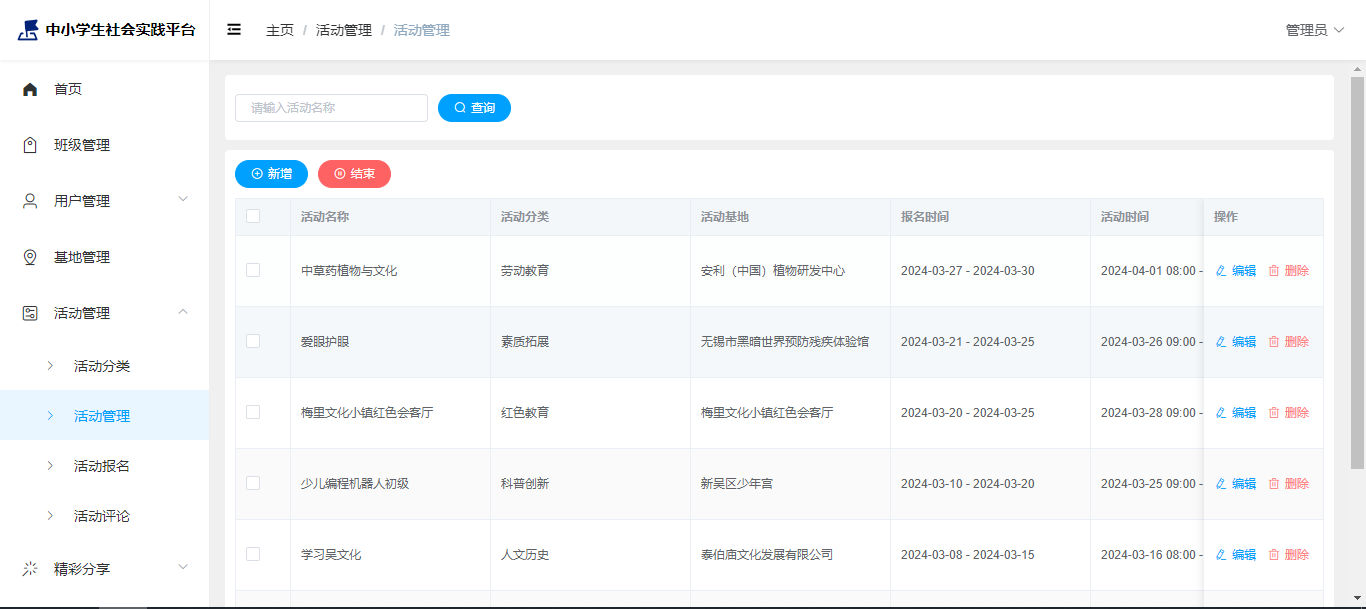 中小学生社会实践平台
主页 / 活动管理 / 活动管理
管理员
首页
班级管理
用户管理
基地管理
活动管理
活动分类
活动管理
活动报名
活动评论
精彩分享
请输入活动名称
查询
新增
结束
活动名称 活动分类 活动基地 报名时间 活动时间 操作
中草药植物与文化 劳动教育 安利（中国）植物研发中心 2024-03-27 - 2024-03-30 2024-04-01 08:00 - 编辑 删除
爱眼护眼 素质拓展 无锡市黑暗世界预防残疾体验馆 2024-03-21 - 2024-03-25 2024-03-26 09:00 - 编辑 删除
梅里文化小镇红色会客厅 红色教育 梅里文化小镇红色会客厅 2024-03-20 - 2024-03-25 2024-03-28 09:00 - 编辑 删除
少儿编程机器人初级 科普创新 新吴区少年宫 2024-03-10 - 2024-03-20 2024-03-25 09:00 - 编辑 删除
学习吴文化 人文历史 泰伯庙文化发展有限公司 2024-03-08 - 2024-03-15 2024-03-16 08:00 - 编辑 删除